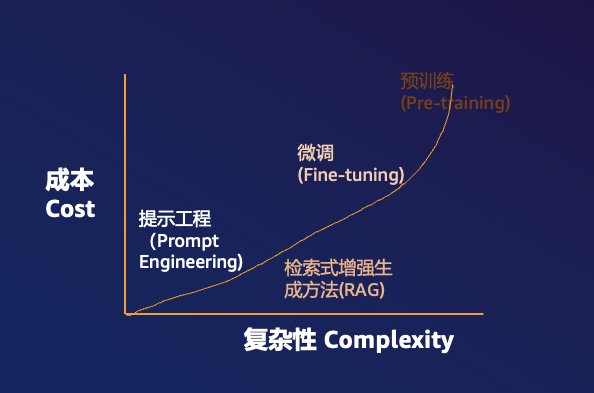 预训练
(Pre-training)
微调
(Fine-tuning)
成本
Cost
提示工程
（Prompt
Engineering)
检索式增强生
成方法(RAG)
复杂性 Complexity